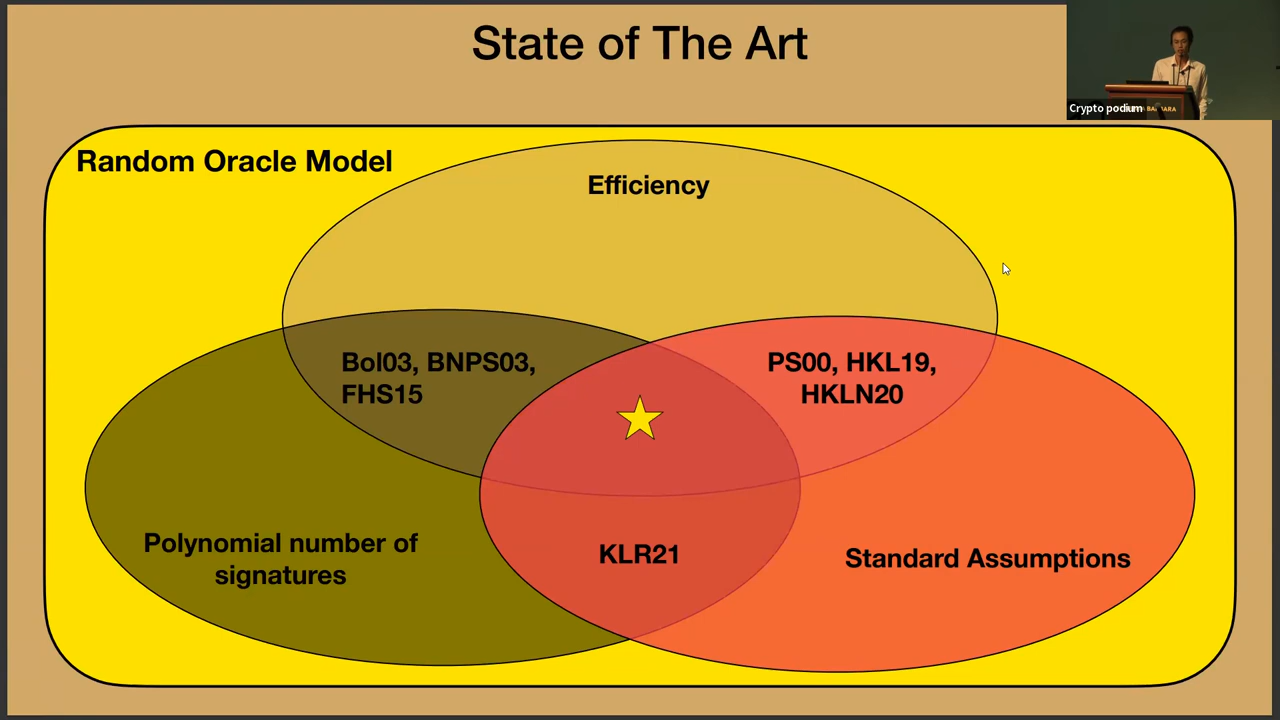 State of The Art
Crypto podium
Random Oracle Model
Efficiency
Bol03, BNPS03,
FHS15
PS00, HKL19,
HKLN20
Polynomial number of
signatures
KLR21
Standard Assumptions